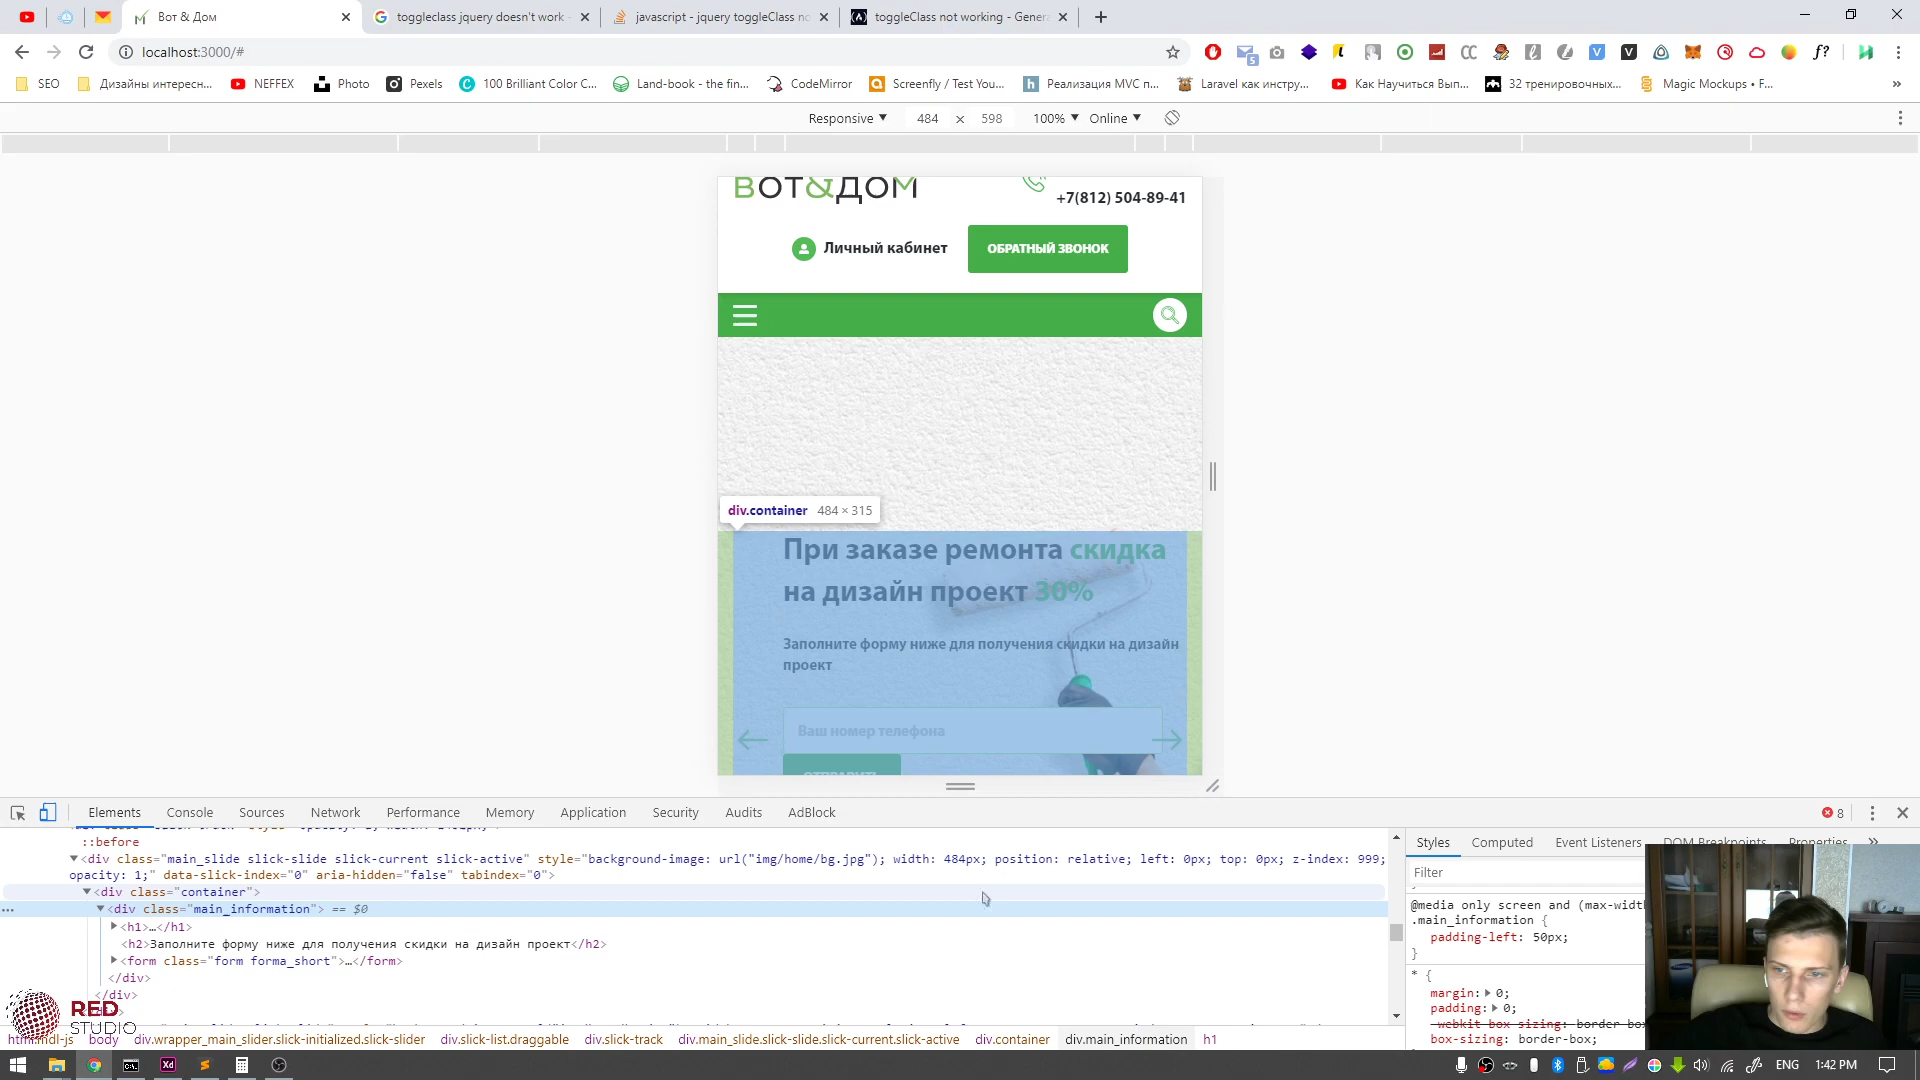 Вот & Дом
toggleclass jquery doesn't work -
javascript - jquery toggleClass no
toggleClass not working - Genera
localhost:3000/#
SEO
Дизайны интересн...
NEFFEX
Photo
Pexels
100 Brilliant Color C...
Land-book - the fin...
CodeMirror
Screenfly / Test You...
Реализация MVC п...
Laravel как инстру...
Как Научиться Вып...
32 тренировочных...
Magic Mockups • F...
Responsive
484
x
598
100%
Online
ВОТ&ДОМ
+7(812) 504-89-41
Личный кабинет
ОБРАТНЫЙ ЗВОНОК
div.container 484 × 315
При заказе ремонта скидка
на дизайн проект 30%
Заполните форму ниже для получения скидки на дизайн
проект
Ваш номер телефона
ОТПРАВИТЬ
Elements
Console
Sources
Network
Performance
Memory
Application
Security
Audits
AdBlock
8
::before
<div class="main_slide slick-slide slick-current slick-active" style="background-image: url("img/home/bg.jpg"); width: 484px; position: relative; left: 0px; top: 0px; z-index: 999;
opacity: 1;" data-slick-index="0" aria-hidden="false" tabindex="0">
<div class="container">
<div class="main_information"> == $0
<h1>…</h1>
<h2>Заполните форму ниже для получения скидки на дизайн проект</h2>
<form class="form forma_short">…</form>
</div>
</div>
html.mdl-js body div.wrapper_main_slider.slick-initialized.slick-slider div.slick-list.draggable div.slick-track div.main_slide.slick-slide.slick-current.slick-active div.container div.main_information h1
Styles
Computed
Event Listeners
DOM Breakpoints
Properties
Filter
@media only screen and (max-widt
.main_information {
padding-left: 50px;
}
* {
margin: 0;
padding: 0;
-webkit-box-sizing: border-box
box-sizing: border-box;
RED
STUDIO
ENG
1:42 PM